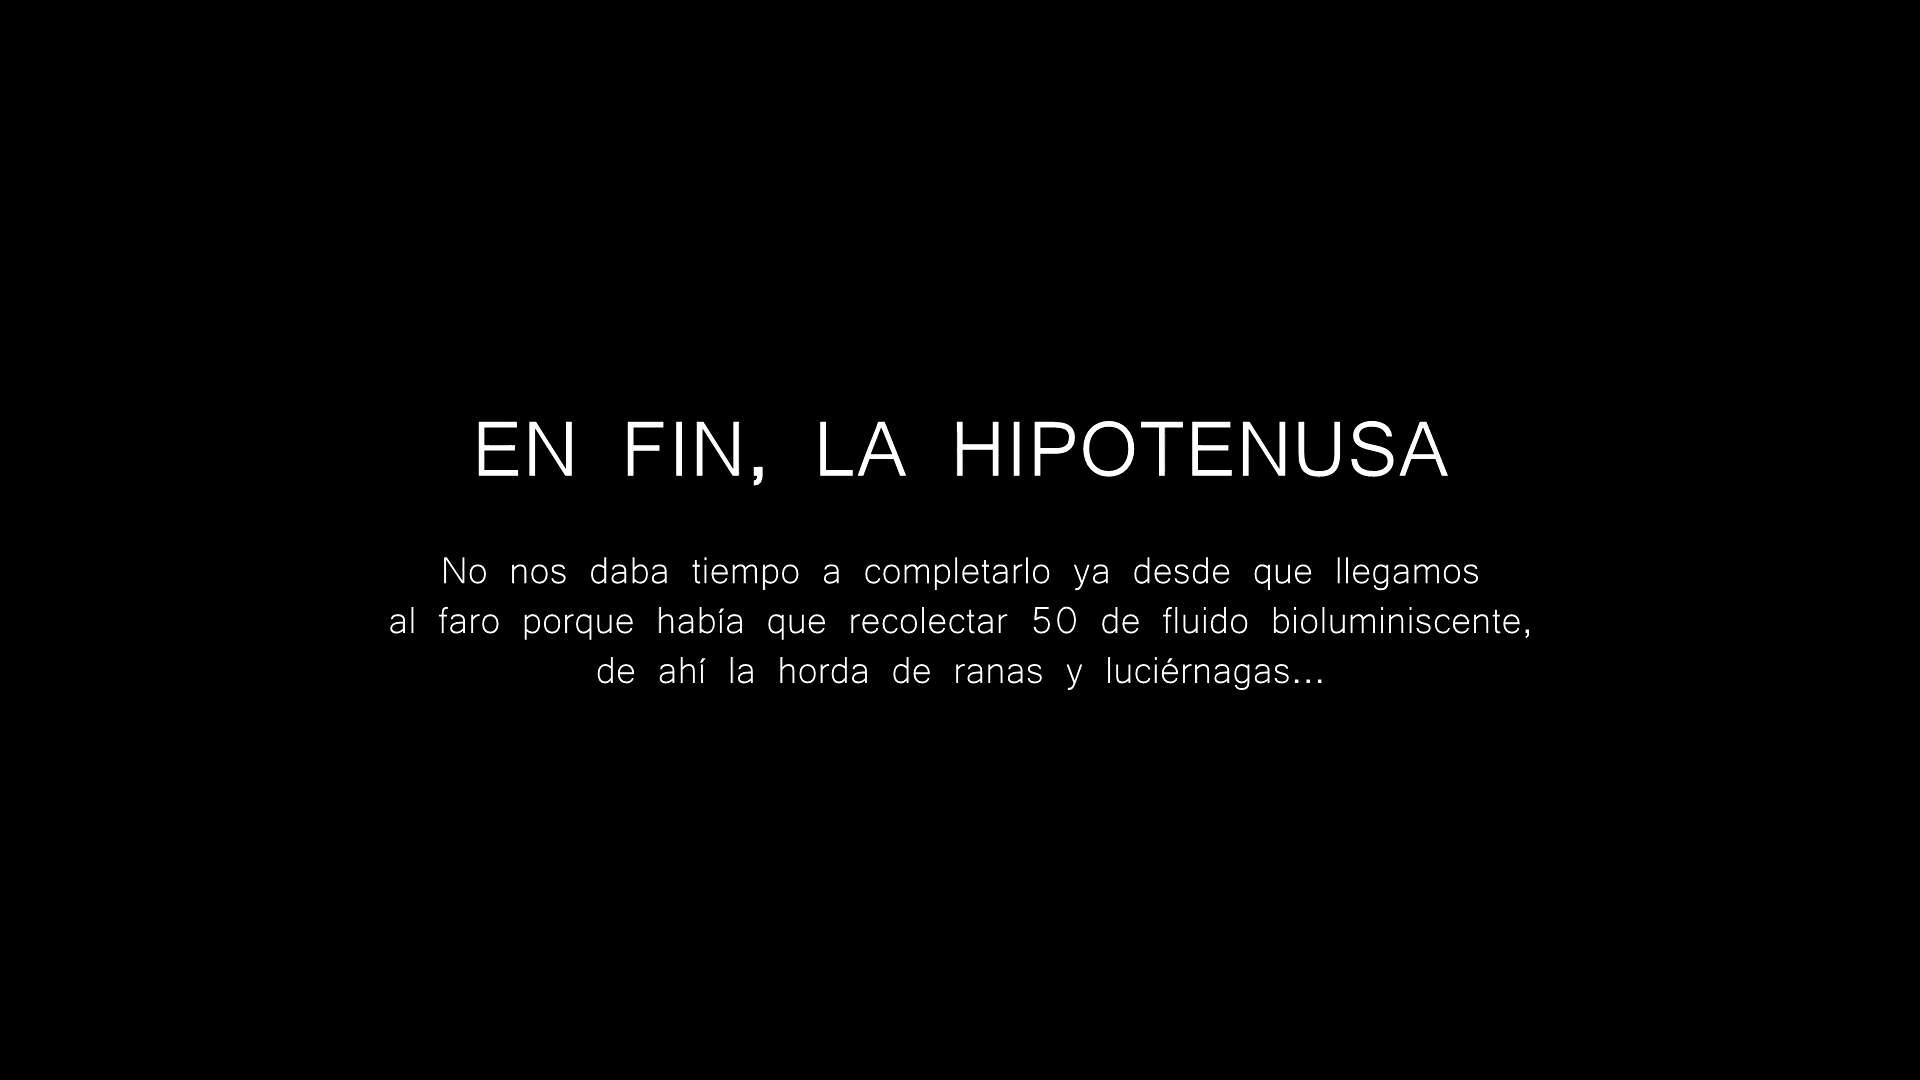 EN FIN, LA HIPOTENUSA
No nos daba tiempo a completarlo ya desde que llegamos
al faro porque había que recolectar 50 de fluido bioluminiscente,
de ahí la horda de ranas y luciérnagas...